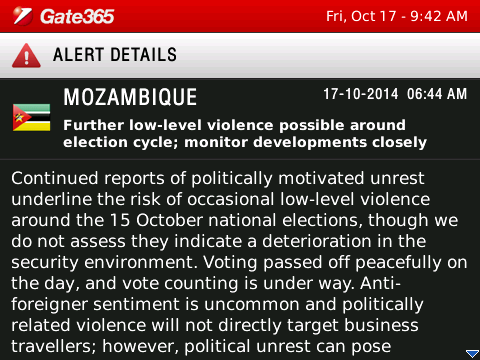 Gate365
Fri, Oct 17 - 9:42 AM
ALERT DETAILS
MOZAMBIQUE
17-10-2014 06:44 AM
Further low-level violence possible around
election cycle; monitor developments closely
Continued reports of politically motivated unrest
underline the risk of occasional low-level violence
around the 15 October national elections, though we
do not assess they indicate a deterioration in the
security environment. Voting passed off peacefully on
the day, and vote counting is under way. Anti-
foreigner sentiment is uncommon and politically
related violence will not directly target business
travellers; however, political unrest can pose